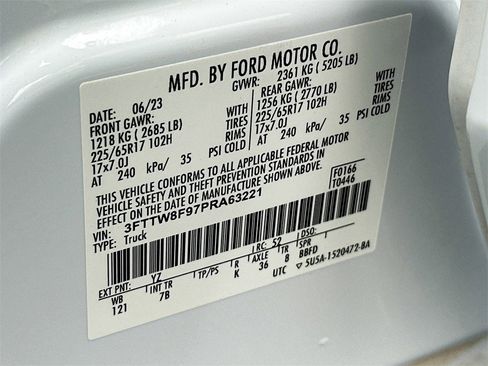 MFD. BY FORD MOTOR CO.
DATE: 06/23 GVWR: 2361 KG ( 5205 LB)
FRONT GAWR: WITH REAR GAWR: WITH
1218 KG ( 2685 LB) TIRES 1256 KG ( 2770 LB) TIRES
225/65R17 102H RIMS 225/65R17 102H RIMS
17x7.0J 17x7.0J
AT 240 kPa/ 35 PSI COLD AT 240 kPa/ 35 PSI COLD
THIS VEHICLE CONFORMS TO ALL APPLICABLE FEDERAL MOTOR
VEHICLE SAFETY AND THEFT PREVENTION STANDARDS IN
EFFECT ON THE DATE OF MANUFACTURE SHOWN ABOVE.
VIN: 3FTTW8F97PRA63221 F0166
TYPE: Truck T0446
EXT PNT: YZ RC: 52 DSO:
WB INT TR TP/PS R AXLE TR SPR
121 7B K 36 8 BBFD
UTC 5U5A-1520472-BA